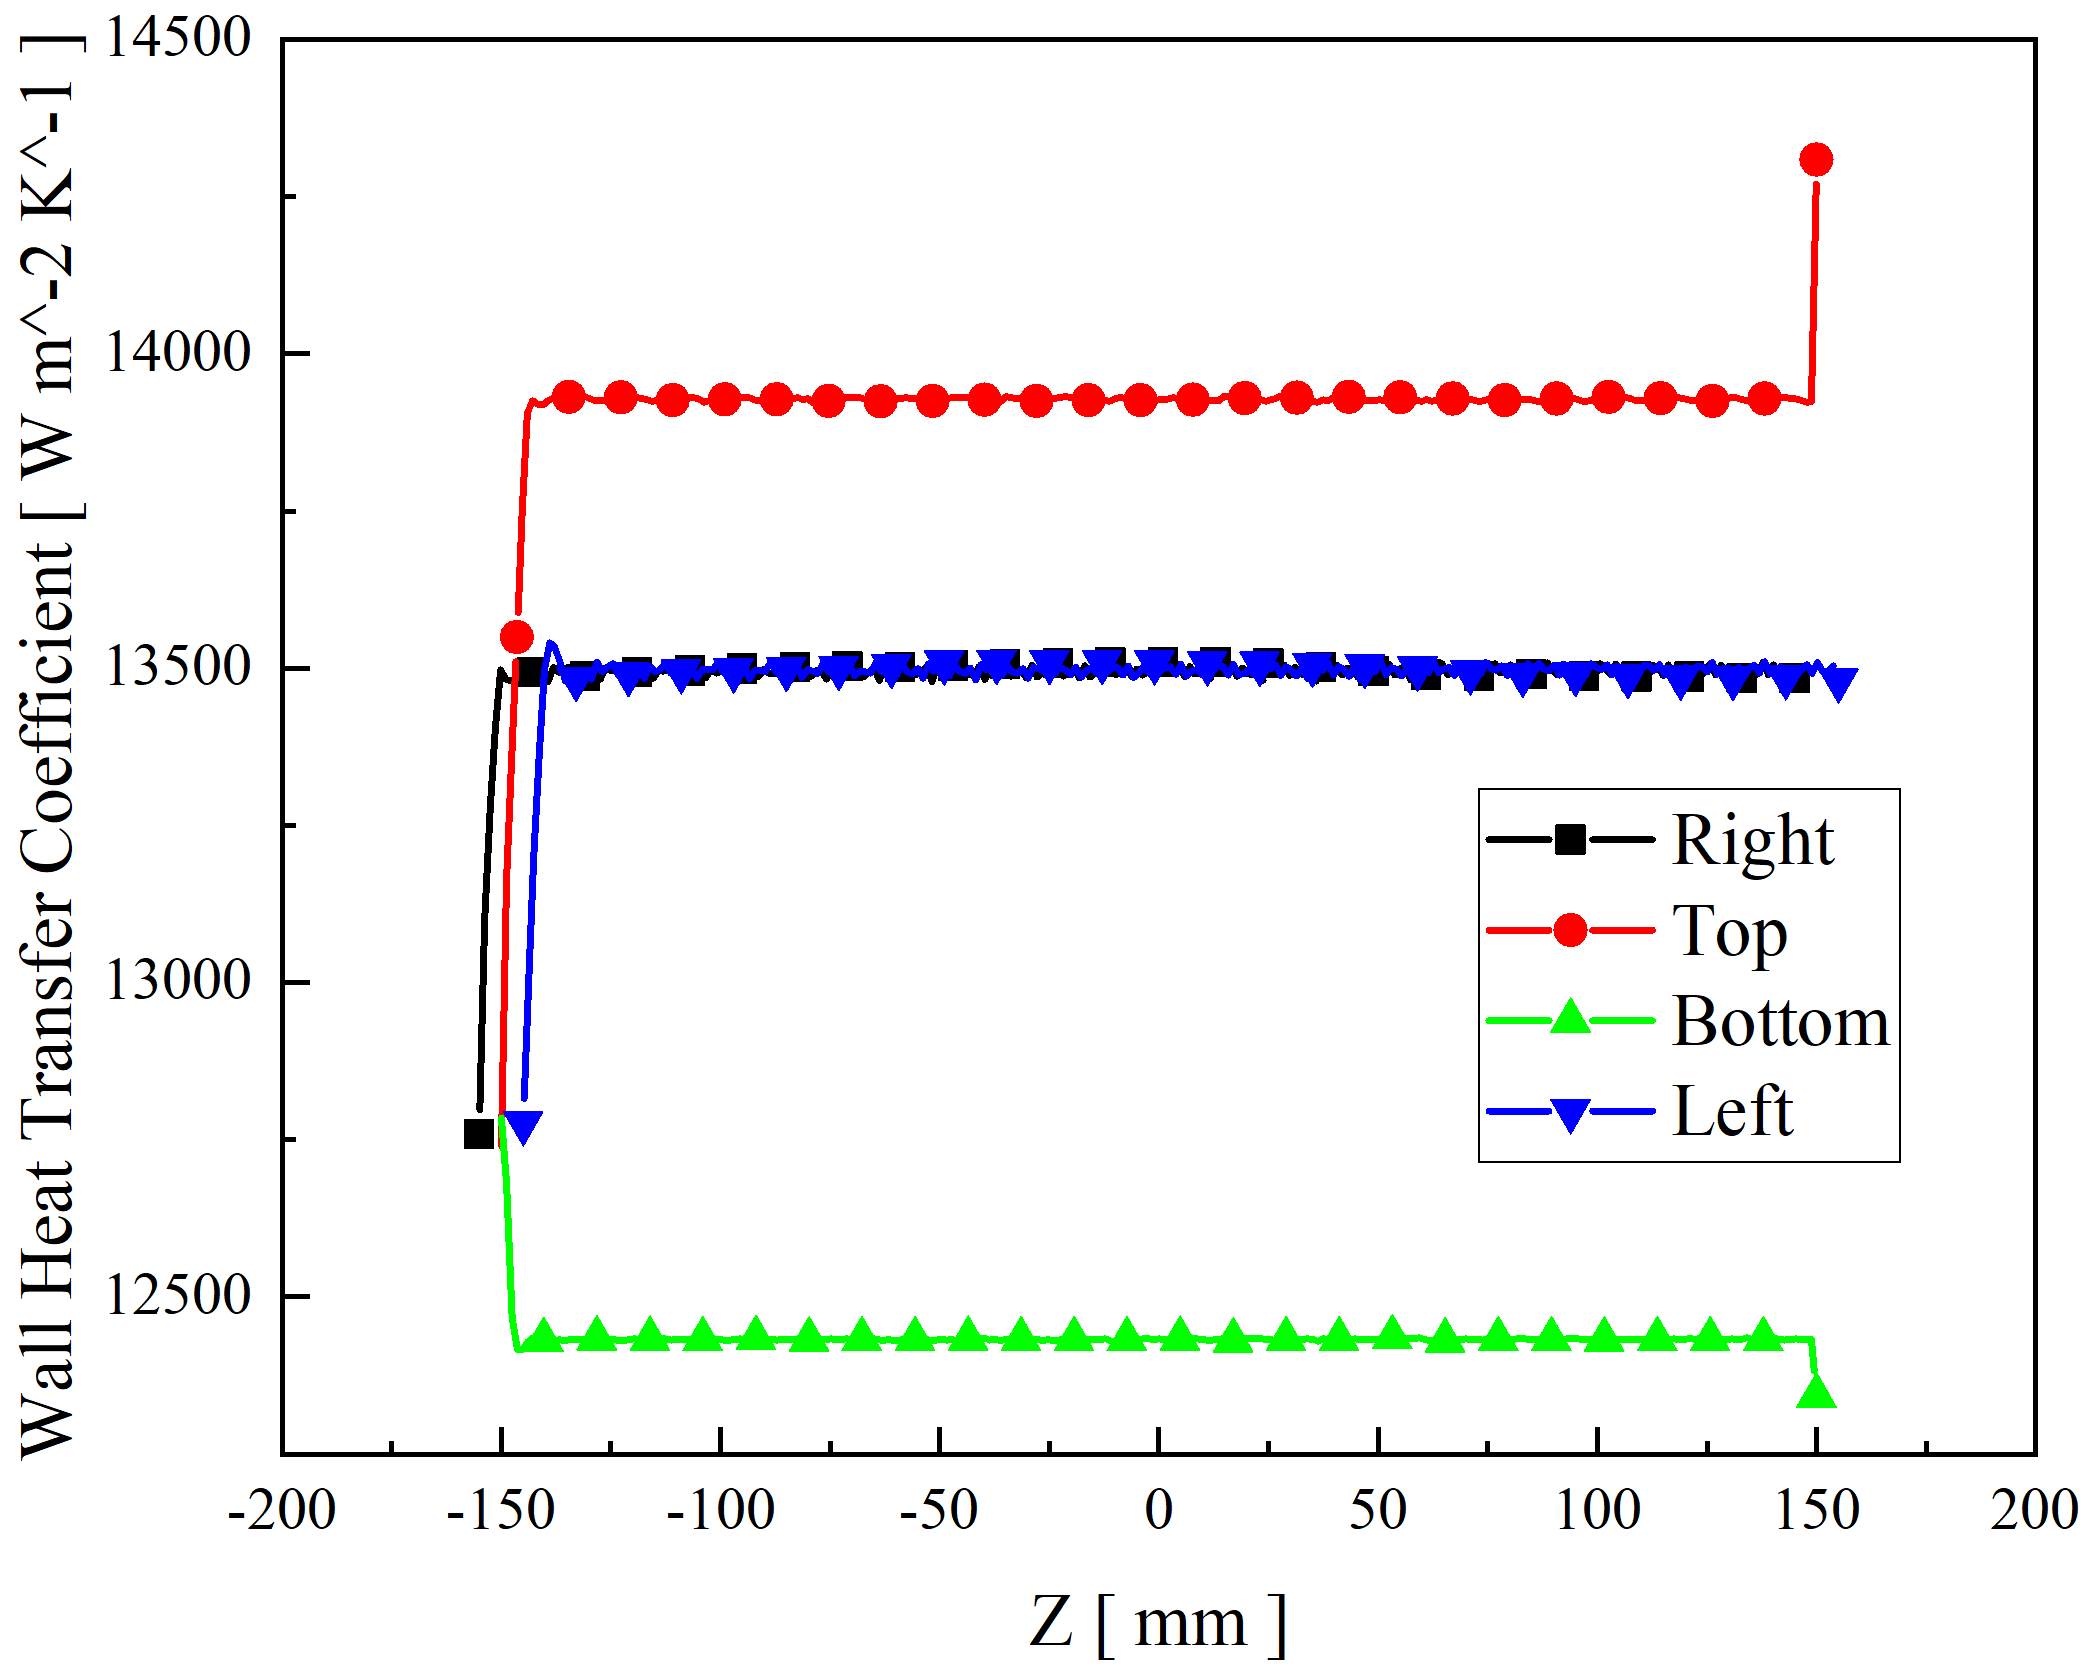 Wall Heat Transfer Coefficient [ W m^-2 K^-1 ]
14500
14000
13500
13000
12500
Right
Top
Bottom
Left
-200 -150 -100 -50 0 50 100 150 200
Z [ mm ]